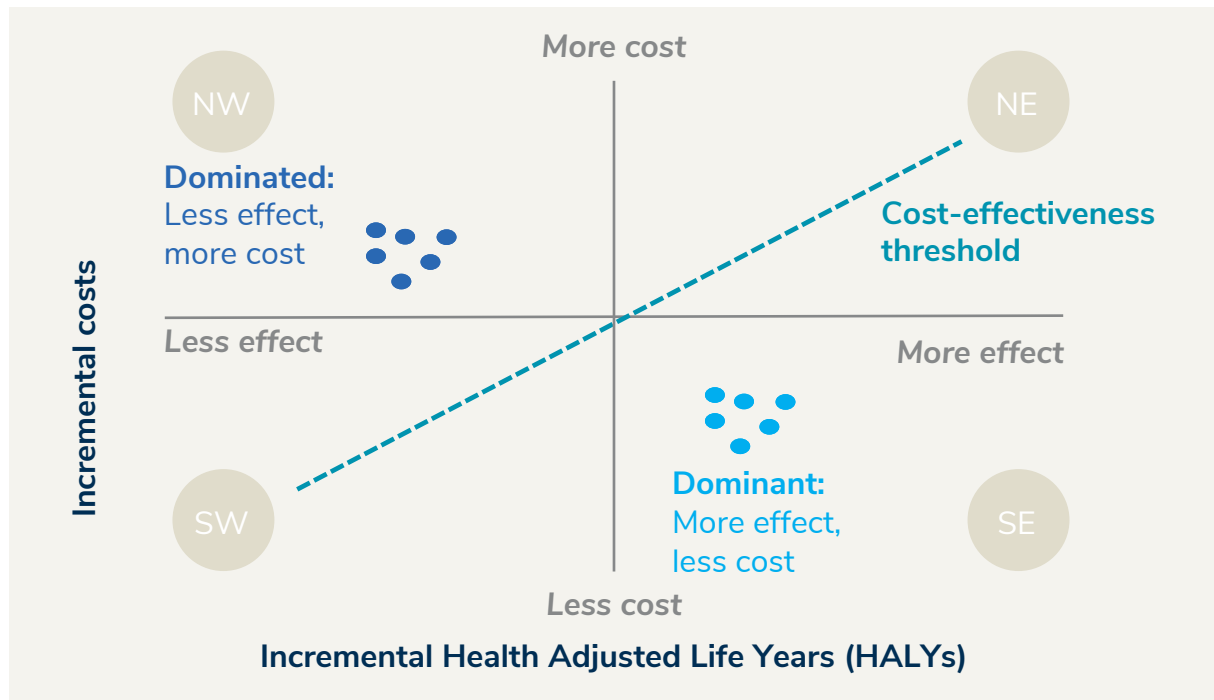 More cost
NW
NE
Dominated:
Less effect,
more cost
Cost-effectiveness
threshold
Incremental costs
Less effect
More effect
Dominant:
More effect,
less cost
SW
SE
Less cost
Incremental Health Adjusted Life Years (HALYs)